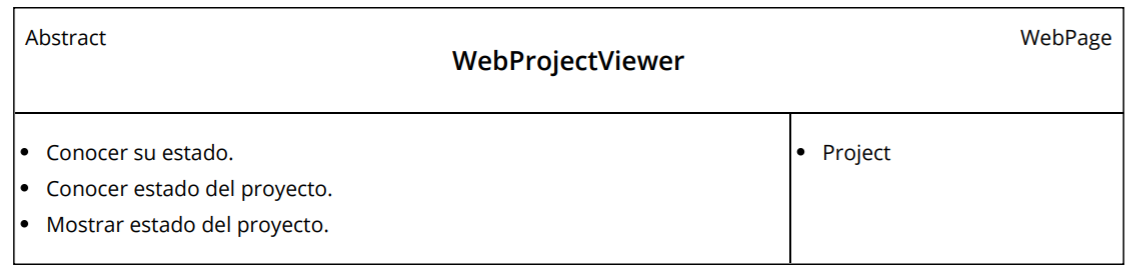 Abstract
WebProjectViewer
WebPage
• Conocer su estado.
• Conocer estado del proyecto.
• Mostrar estado del proyecto.
• Project